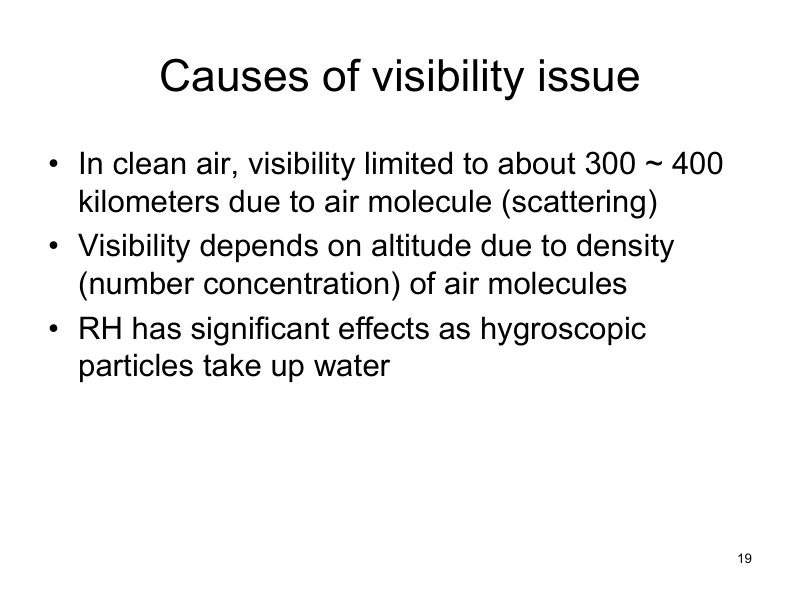 Causes of visibility issue
• In clean air, visibility limited to about 300 ~ 400
kilometers due to air molecule (scattering)
• Visibility depends on altitude due to density
(number concentration) of air molecules
• RH has significant effects as hygroscopic
particles take up water
19